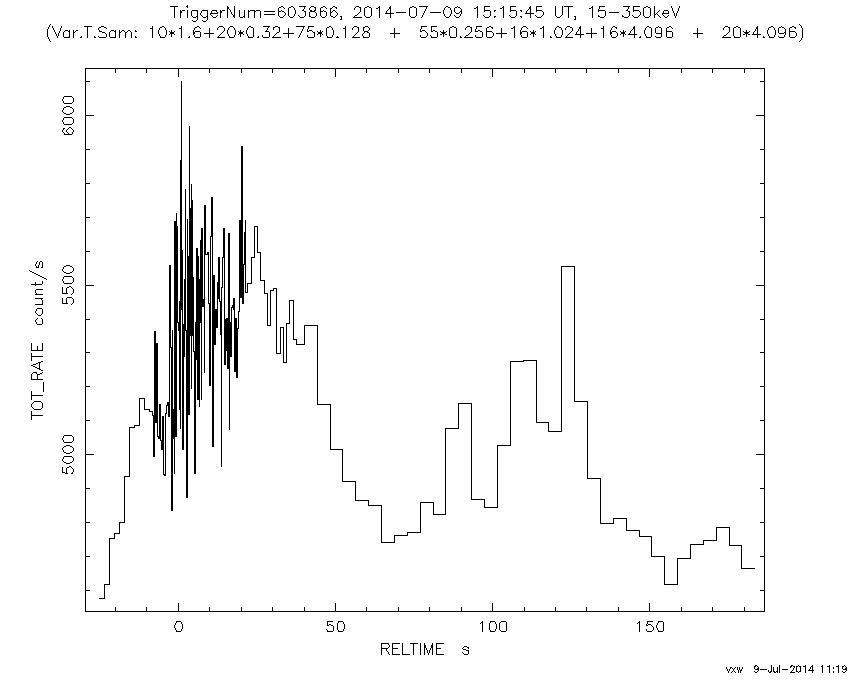 TriggerNum=603866, 2014-07-09 15:15:45 UT, 15-350keV
(Var.T.Sam: 10*1.6+20*0.32+75*0.128 + 55*0.256+16*1.024+16*4.096 + 20*4.096)
6000
5500
5000
TOT_RATE count/s
0 50 100 150
RELTIME s
vxw 9-Jul-2014 11:19